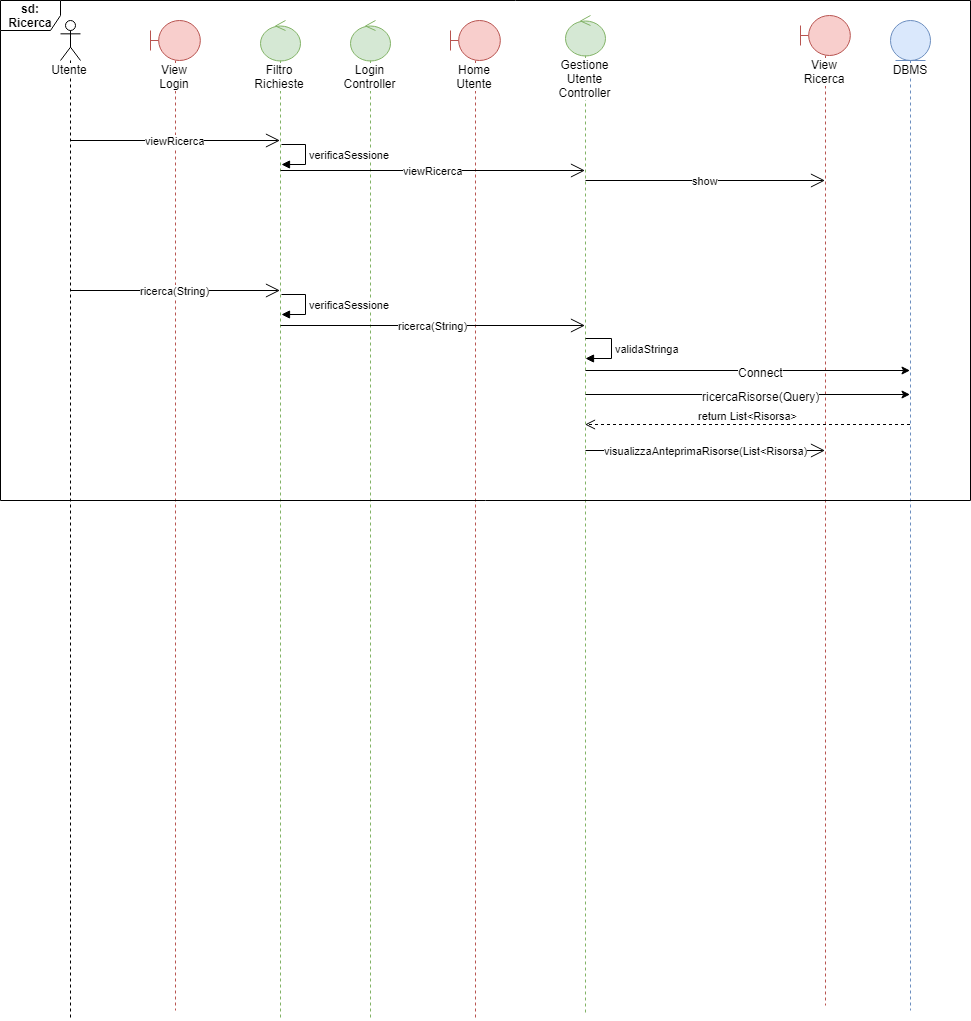 sd:
Ricerca
Utente
View
Login
Filtro
Richieste
Login
Controller
Home
Utente
Gestione
Utente
Controller
View
Ricerca
DBMS
viewRicerca
verificaSessione
viewRicerca
show
ricerca(String)
verificaSessione
ricerca(String)
validaStringa
Connect
ricercaRisorse(Query)
return List<Risorsa>
visualizzaAnteprimaRisorse(List<Risorsa)